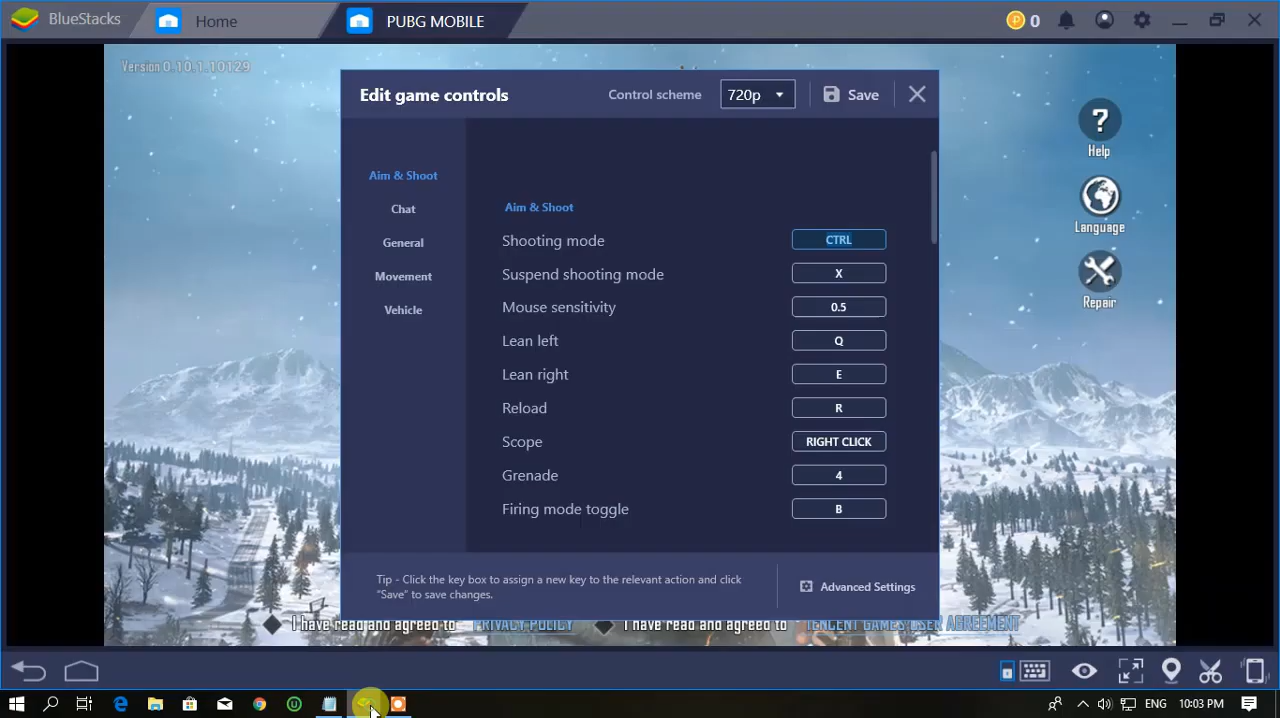 BlueStacks
Home
PUBG MOBILE
0
Version 0.10.1.10129
Edit game controls
Control scheme
720p
Save
Aim & Shoot
Chat
General
Movement
Vehicle
Aim & Shoot
Shooting mode CTRL
Suspend shooting mode X
Mouse sensitivity 0.5
Lean left Q
Lean right E
Reload R
Scope RIGHT CLICK
Grenade 4
Firing mode toggle B
Tip - Click the key box to assign a new key to the relevant action and click
"Save" to save changes.
Advanced Settings
?
Help
Language
Repair
I have read and agreed to PRIVACY POLICY
I have read and agreed to TENCENT GAMES USER AGREEMENT
ENG 10:03 PM